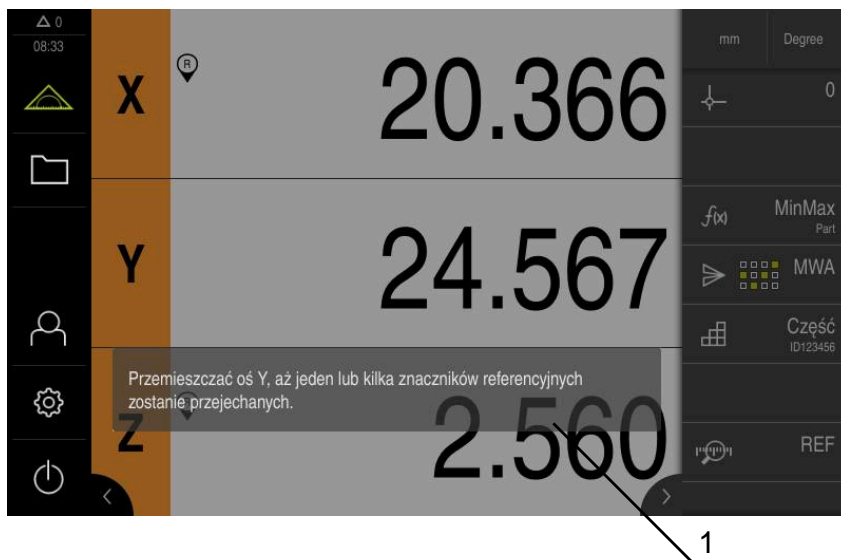 0
08:33
X
R
20.366
Y
24.567
Z
2.560
Przemieszczać oś Y, aż jeden lub kilka znaczników referencyjnych
zostanie przejechanych.
mm
Degree
0
f(x)
MinMax
Part
MWA
Część
ID123456
REF
1